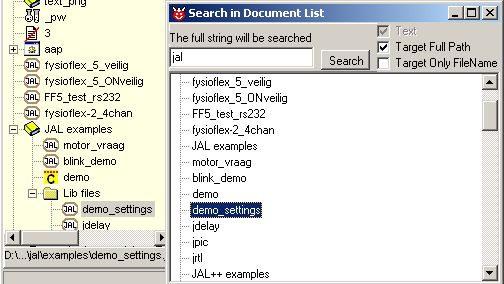 text_png
_pw
3
aap
JAL fysioflex_5_veilig
JAL fysioflex_5_ONveilig
JAL FF5_test_rs232
JAL fysioflex-2_4chan
JAL examples
JAL motor_vraag
JAL blink_demo
C demo
Lib files
JAL demo_settings
JAL jdelay
D:\...\jal\examples\demo_settings.
Search in Document List
The full string will be searched
jal
Search
Text
Target Full Path
Target Only FileName
fysioflex_5_veilig
fysioflex_5_ONveilig
FF5_test_rs232
fysioflex-2_4chan
JAL examples
motor_vraag
blink_demo
demo
demo_settings
jdelay
jpic
jrtl
JAL++ examples